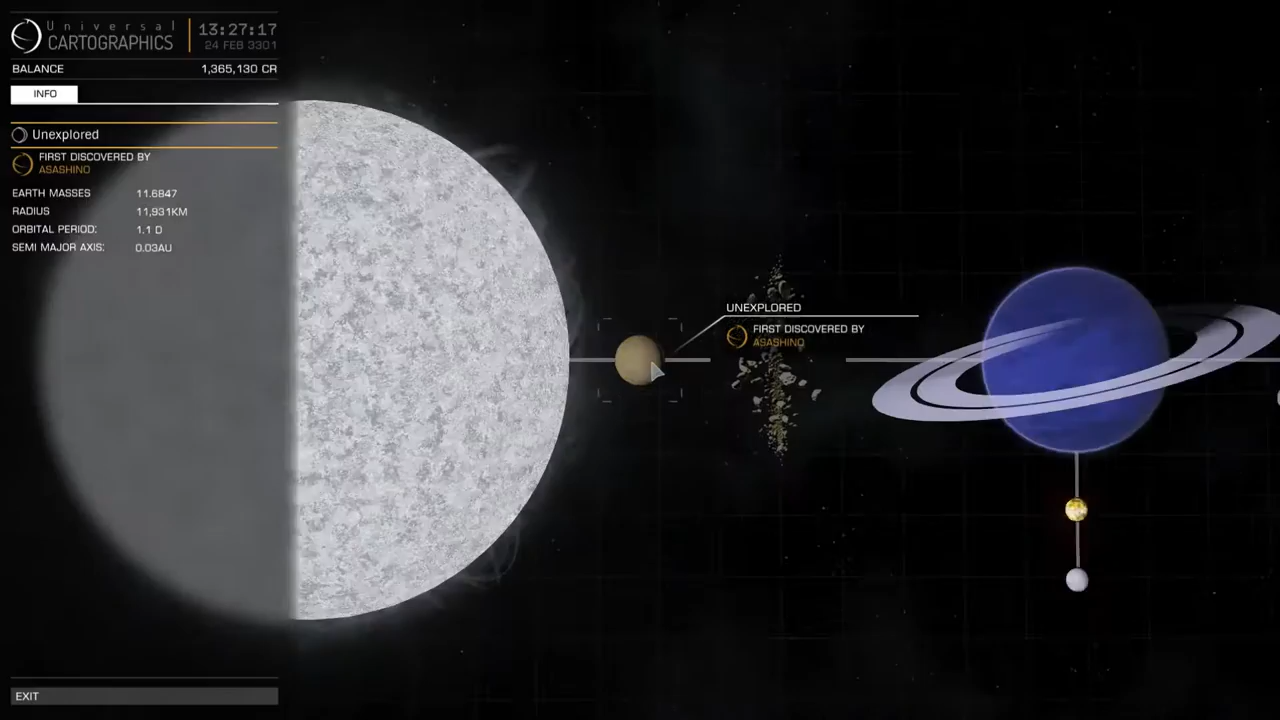 Universal
CARTOGRAPHICS
13:27:17
24 FEB 3301
BALANCE 1,365,130 CR
INFO
Unexplored
FIRST DISCOVERED BY
ASASHINO
EARTH MASSES 11.6847
RADIUS 11,931KM
ORBITAL PERIOD: 1.1 D
SEMI MAJOR AXIS: 0.03AU
UNEXPLORED
FIRST DISCOVERED BY
ASASHINO
EXIT